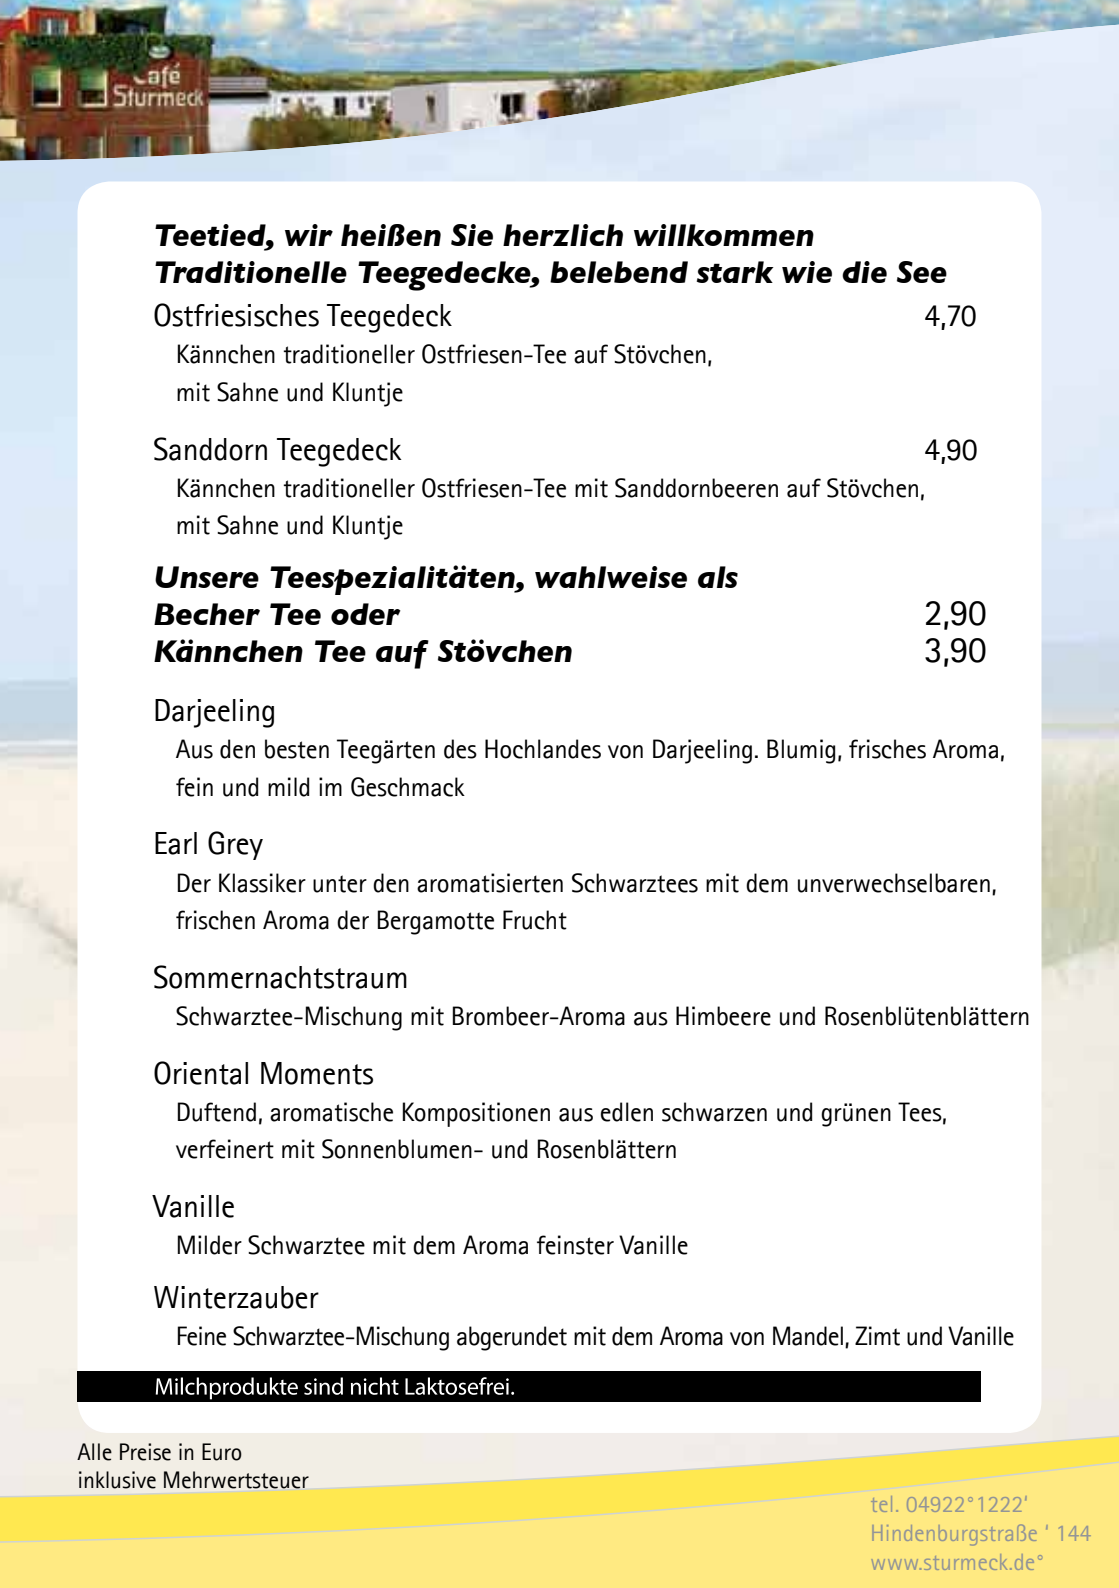 Café
Sturmeck
Teetied, wir heißen Sie herzlich willkommen
Traditionelle Teegedecke, belebend stark wie die See
Ostfriesisches Teegedeck 4,70
Kännchen traditioneller Ostfriesen-Tee auf Stövchen,
mit Sahne und Kluntje
Sanddorn Teegedeck 4,90
Kännchen traditioneller Ostfriesen-Tee mit Sanddornbeeren auf Stövchen,
mit Sahne und Kluntje
Unsere Teespezialitäten, wahlweise als
Becher Tee oder 2,90
Kännchen Tee auf Stövchen 3,90
Darjeeling
Aus den besten Teegärten des Hochlandes von Darjeeling. Blumig, frisches Aroma,
fein und mild im Geschmack
Earl Grey
Der Klassiker unter den aromatisierten Schwarztees mit dem unverwechselbaren,
frischen Aroma der Bergamotte Frucht
Sommernachtstraum
Schwarztee-Mischung mit Brombeer-Aroma aus Himbeere und Rosenblütenblättern
Oriental Moments
Duftend, aromatische Kompositionen aus edlen schwarzen und grünen Tees,
verfeinert mit Sonnenblumen- und Rosenblättern
Vanille
Milder Schwarztee mit dem Aroma feinster Vanille
Winterzauber
Feine Schwarztee-Mischung abgerundet mit dem Aroma von Mandel, Zimt und Vanille
Milchprodukte sind nicht Laktosefrei.
Alle Preise in Euro
inklusive Mehrwertsteuer
tel. 04922°1222‘
Hindenburgstraße ‘ 144
www.sturmeck.de°